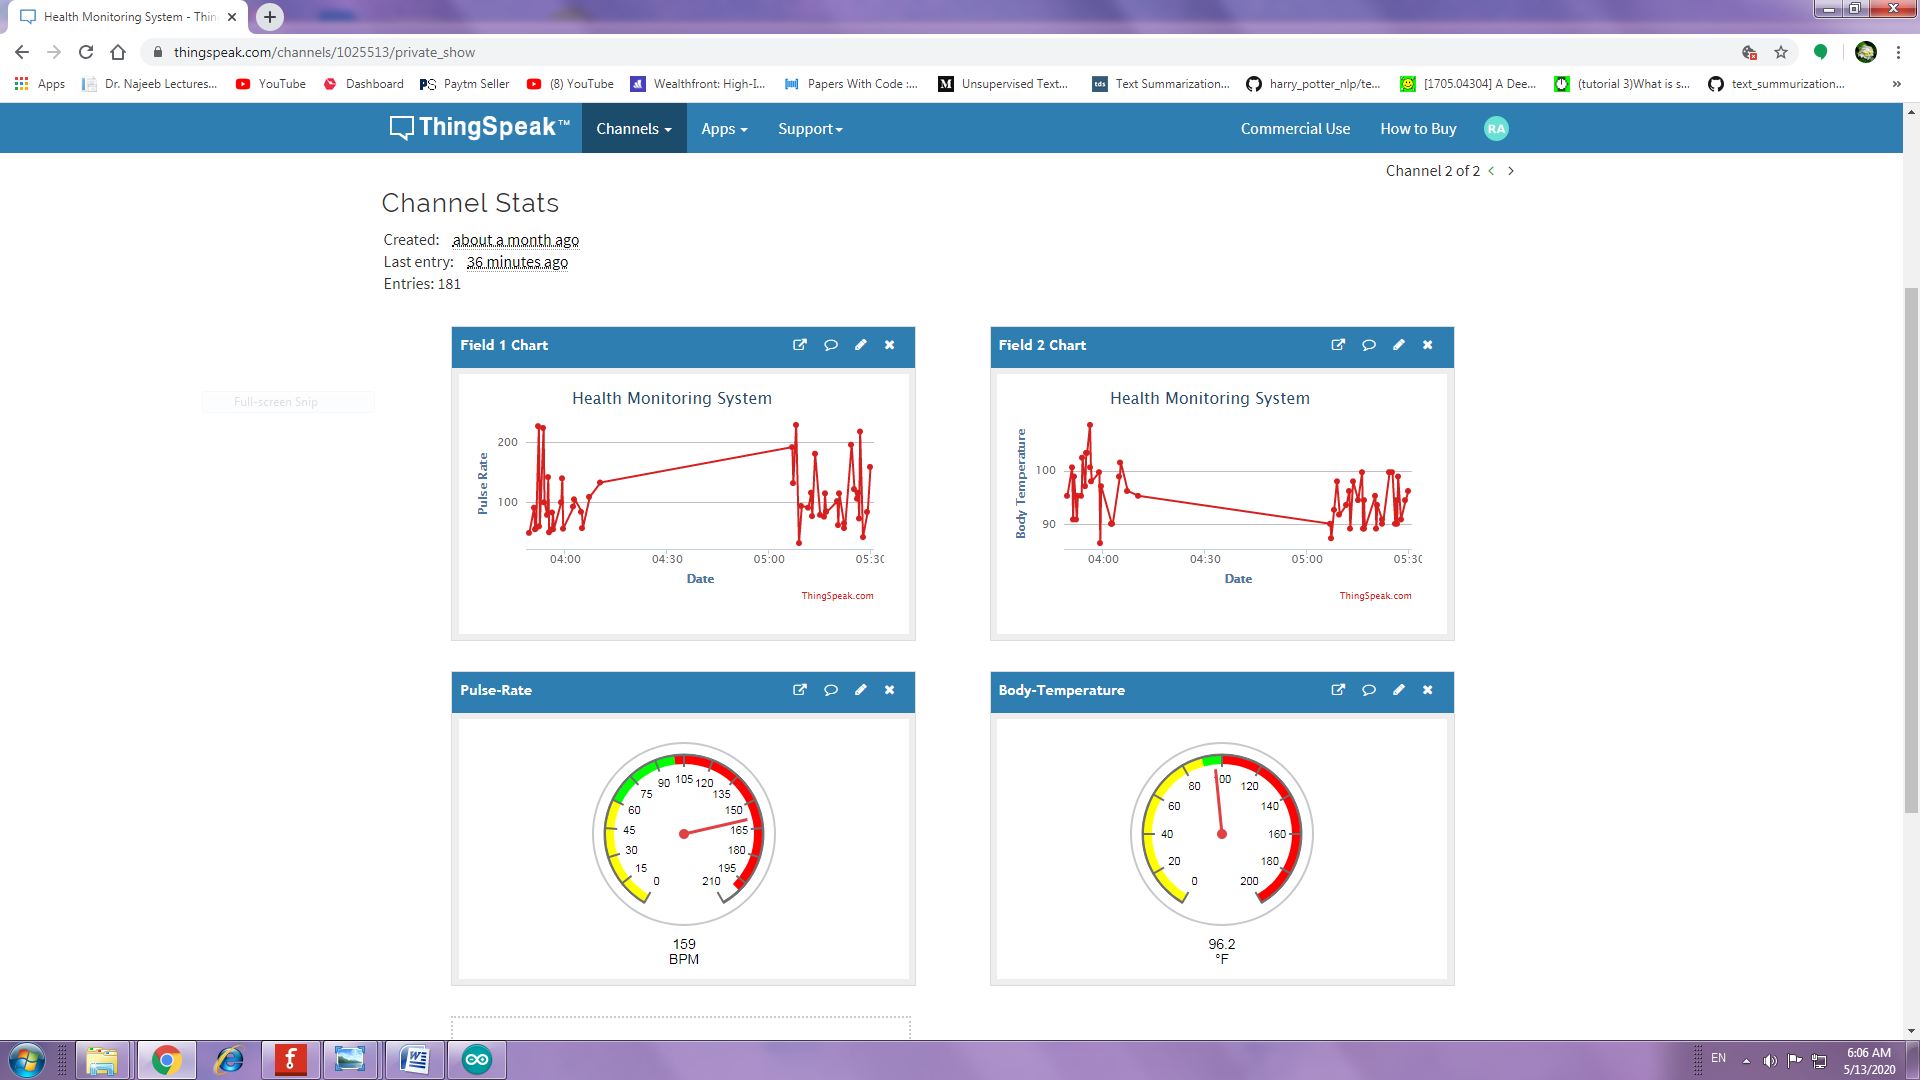 Health Monitoring System - Thin
thingspeak.com/channels/1025513/private_show
Apps Dr. Najeeb Lectures... YouTube Dashboard Paytm Seller (8) YouTube Wealthfront: High-I... Papers With Code :... Unsupervised Text... Text Summarization... harry_potter_nlp/te... [1705.04304] A Dee... (tutorial 3)What is s... text_summurization... »
ThingSpeak™ Channels Apps Support Commercial Use How to Buy RA
Channel 2 of 2 < >
Channel Stats
Created: about a month ago
Last entry: 36 minutes ago
Entries: 181
Full-screen Snip
Field 1 Chart
Health Monitoring System
Pulse Rate
200
100
04:00 04:30 05:00 05:30
Date
ThingSpeak.com
Field 2 Chart
Health Monitoring System
Body Temperature
100
90
04:00 04:30 05:00 05:30
Date
ThingSpeak.com
Pulse-Rate
0 15 30 45 60 75 90 105 120 135 150 165 180 195 210
159
BPM
Body-Temperature
0 20 40 60 80 100 120 140 160 180 200
96.2
°F
EN
6:06 AM
5/13/2020